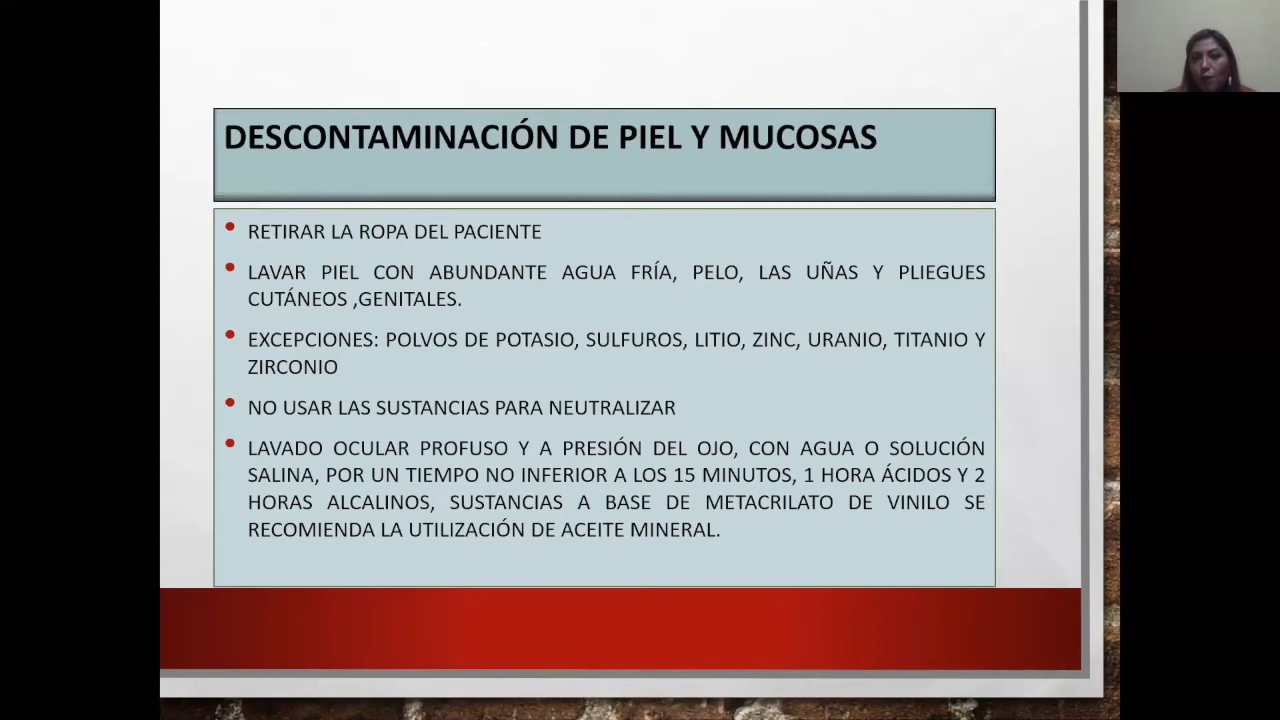 DESCONTAMINACIÓN DE PIEL Y MUCOSAS
• RETIRAR LA ROPA DEL PACIENTE
• LAVAR PIEL CON ABUNDANTE AGUA FRÍA, PELO, LAS UÑAS Y PLIEGUES
CUTÁNEOS ,GENITALES.
• EXCEPCIONES: POLVOS DE POTASIO, SULFUROS, LITIO, ZINC, URANIO, TITANIO Y
ZIRCONIO
• NO USAR LAS SUSTANCIAS PARA NEUTRALIZAR
• LAVADO OCULAR PROFUSO Y A PRESIÓN DEL OJO, CON AGUA O SOLUCIÓN
SALINA, POR UN TIEMPO NO INFERIOR A LOS 15 MINUTOS, 1 HORA ÁCIDOS Y 2
HORAS ALCALINOS, SUSTANCIAS A BASE DE METACRILATO DE VINILO SE
RECOMIENDA LA UTILIZACIÓN DE ACEITE MINERAL.